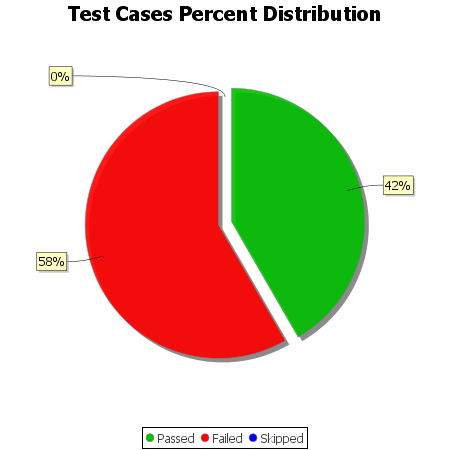 Test Cases Percent Distribution
0%
42%
58%
Passed Failed Skipped